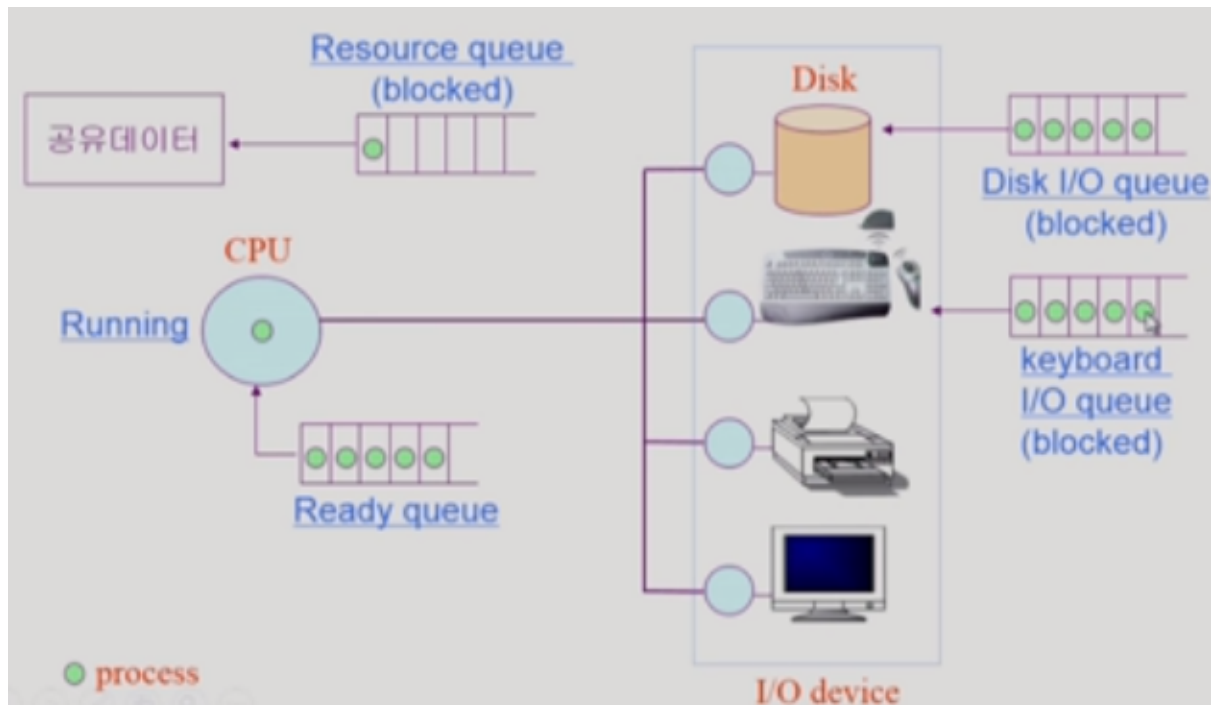 Resource queue
(blocked)
공유데이터
Disk
Disk I/O queue
(blocked)
CPU
Running
keyboard
I/O queue
(blocked)
Ready queue
process
I/O device